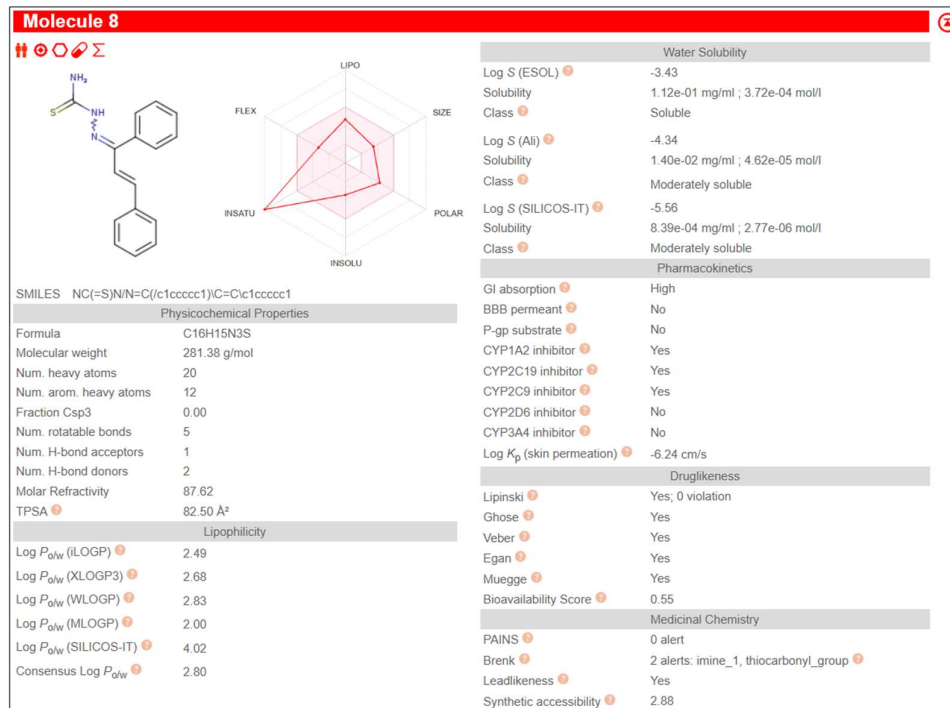 Molecule 8
NH₂
S
NH
N
LIPO
FLEX
SIZE
INSATU
POLAR
INSOLU
SMILES NC(=S)N/N=C(/c1ccccc1)\C=C\c1ccccc1
Physicochemical Properties
Formula C16H15N3S
Molecular weight 281.38 g/mol
Num. heavy atoms 20
Num. arom. heavy atoms 12
Fraction Csp3 0.00
Num. rotatable bonds 5
Num. H-bond acceptors 1
Num. H-bond donors 2
Molar Refractivity 87.62
TPSA ? 82.50 Å²
Lipophilicity
Log Po/w (iLOGP) ? 2.49
Log Po/w (XLOGP3) ? 2.68
Log Po/w (WLOGP) ? 2.83
Log Po/w (MLOGP) ? 2.00
Log Po/w (SILICOS-IT) ? 4.02
Consensus Log Po/w ? 2.80
Water Solubility
Log S (ESOL) ? -3.43
Solubility 1.12e-01 mg/ml ; 3.72e-04 mol/l
Class ? Soluble
Log S (Ali) ? -4.34
Solubility 1.40e-02 mg/ml ; 4.62e-05 mol/l
Class ? Moderately soluble
Log S (SILICOS-IT) ? -5.56
Solubility 8.39e-04 mg/ml ; 2.77e-06 mol/l
Class ? Moderately soluble
Pharmacokinetics
GI absorption ? High
BBB permeant ? No
P-gp substrate ? No
CYP1A2 inhibitor ? Yes
CYP2C19 inhibitor ? Yes
CYP2C9 inhibitor ? Yes
CYP2D6 inhibitor ? No
CYP3A4 inhibitor ? No
Log Kp (skin permeation) ? -6.24 cm/s
Druglikeness
Lipinski ? Yes; 0 violation
Ghose ? Yes
Veber ? Yes
Egan ? Yes
Muegge ? Yes
Bioavailability Score ? 0.55
Medicinal Chemistry
PAINS ? 0 alert
Brenk ? 2 alerts: imine_1, thiocarbonyl_group ?
Leadlikeness ? Yes
Synthetic accessibility ? 2.88